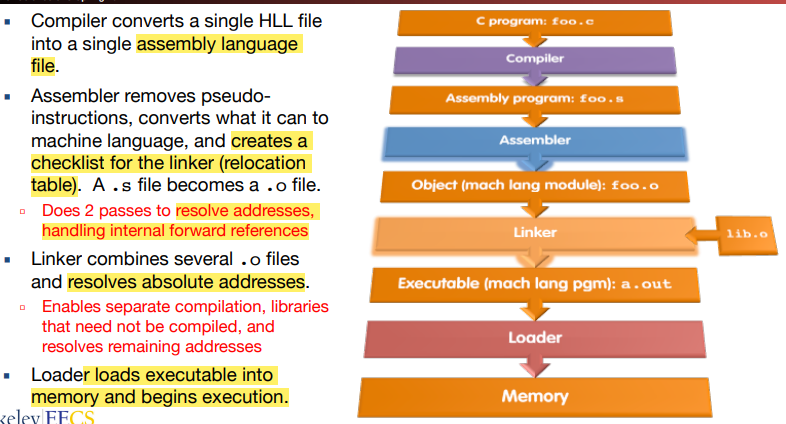 Compiler converts a single HLL file
into a single assembly language
file.
Assembler removes pseudo-
instructions, converts what it can to
machine language, and creates a
checklist for the linker (relocation
table). A .s file becomes a .o file.
Does 2 passes to resolve addresses,
handling internal forward references
Linker combines several .o files
and resolves absolute addresses.
Enables separate compilation, libraries
that need not be compiled, and
resolves remaining addresses
Loader loads executable into
memory and begins execution.
C program: foo.c
Compiler
Assembly program: foo.s
Assembler
Object (mach lang module): foo.o
Linker
lib.o
Executable (mach lang pgm): a.out
Loader
Memory